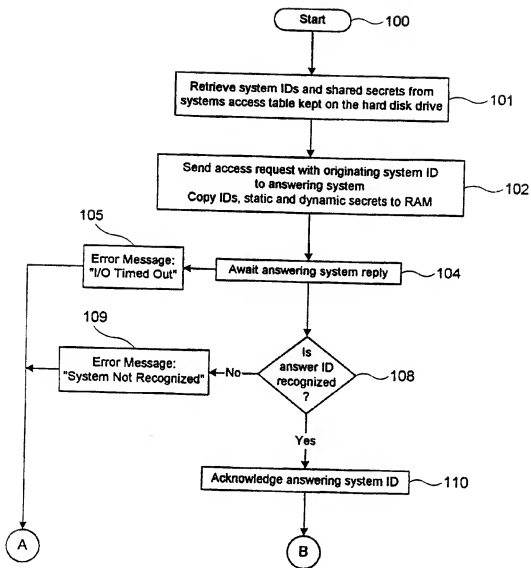 Start
100
Retrieve system IDs and shared secrets from
systems access table kept on the hard disk drive
101
Send access request with originating system ID
to answering system
Copy IDs, static and dynamic secrets to RAM
102
105
Error Message:
"I/O Timed Out"
Await answering system reply
104
109
Error Message:
"System Not Recognized"
No
Is
answer ID
recognized
?
108
Yes
Acknowledge answering system ID
110
A
B